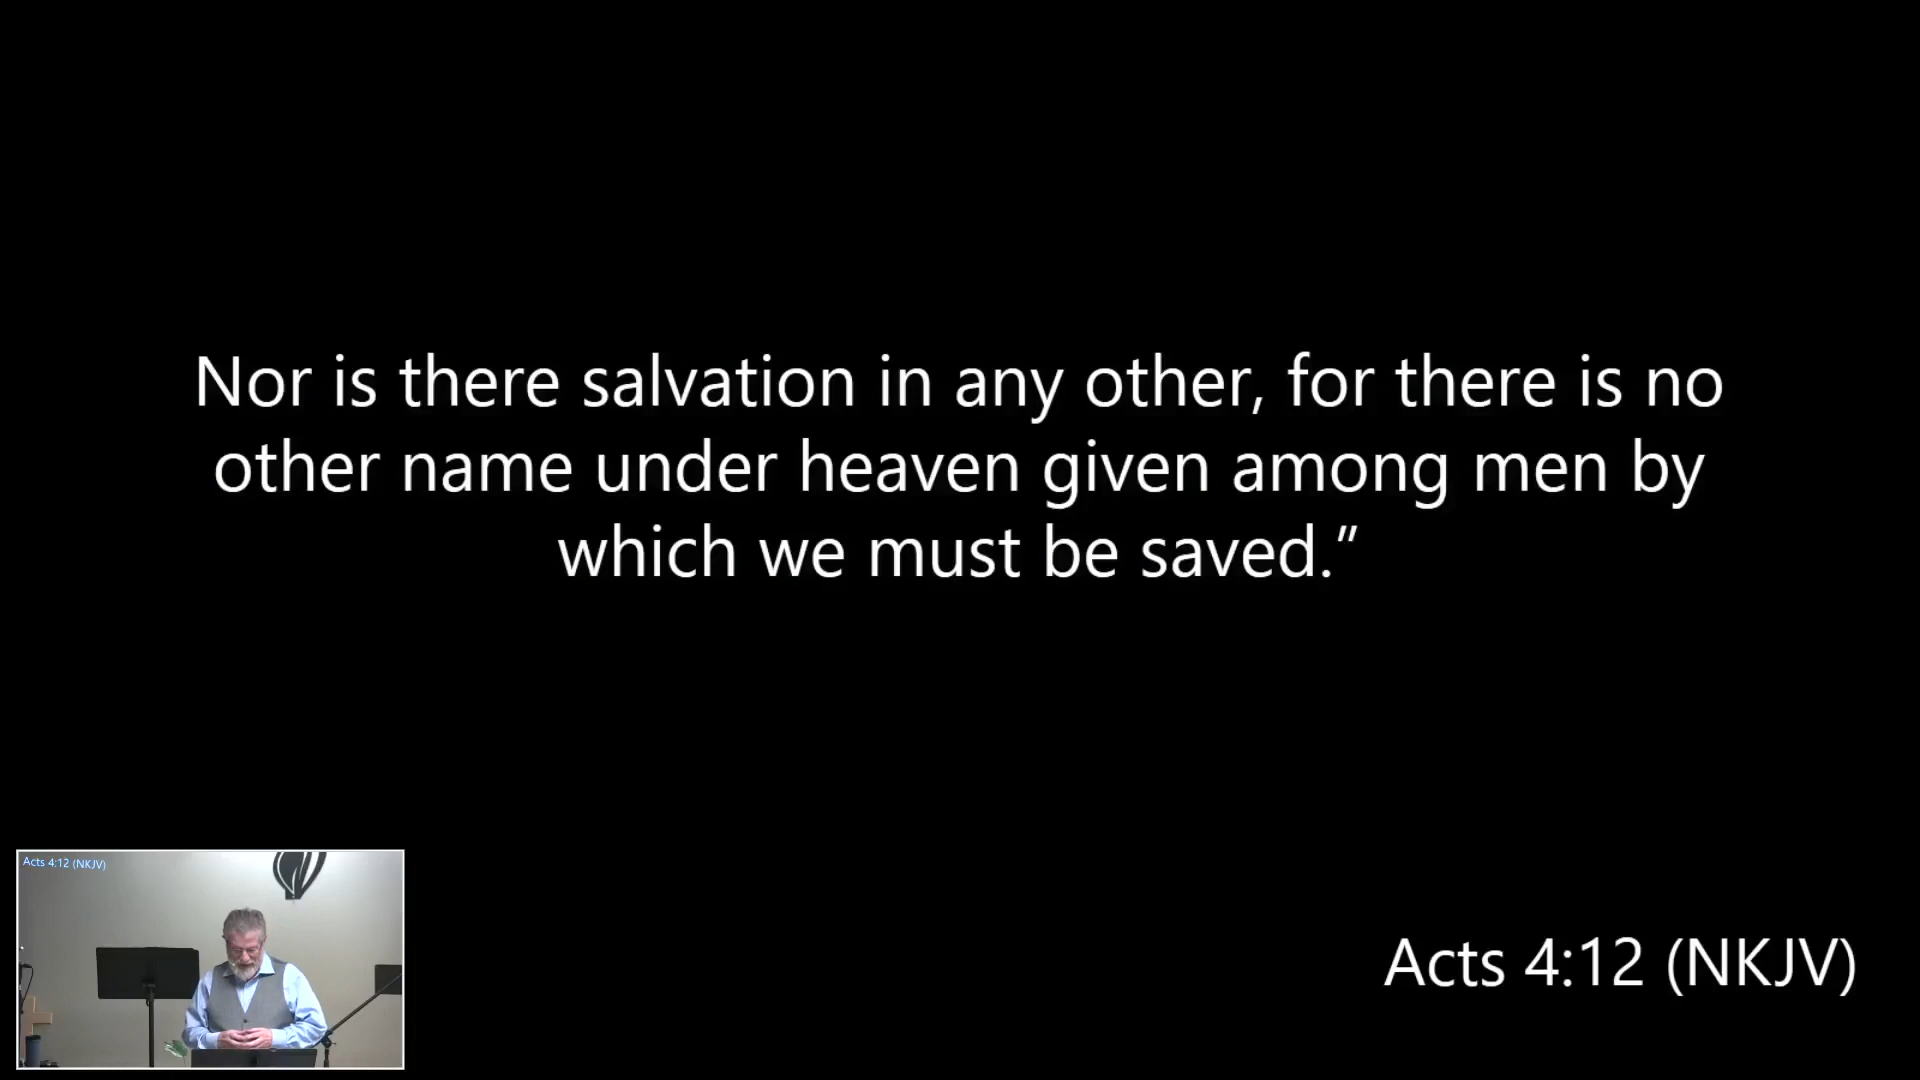 Nor is there salvation in any other, for there is no
other name under heaven given among men by
which we must be saved.”
Acts 4:12 (NKJV)
Acts 4:12 (NKJV)